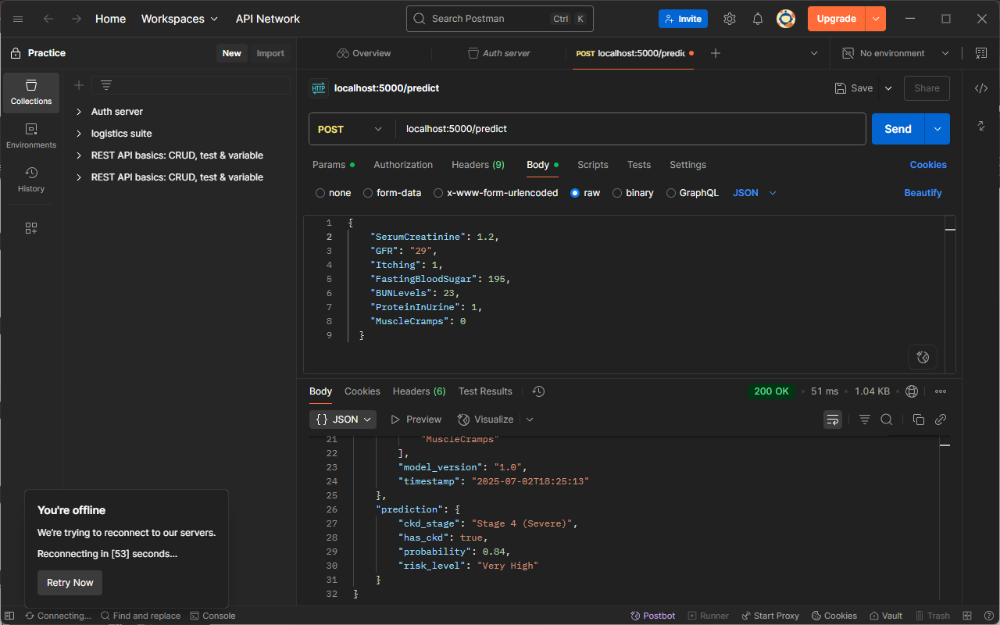 Home
Workspaces
API Network
Search Postman
Ctrl K
Invite
Upgrade
Practice
New
Import
Overview
Auth server
POST localhost:5000/predic
No environment
Collections
Environments
History
Auth server
logistics suite
REST API basics: CRUD, test & variable
REST API basics: CRUD, test & variable
HTTP
localhost:5000/predict
Save
Share
POST
localhost:5000/predict
Send
Params
Authorization
Headers (9)
Body
Scripts
Tests
Settings
Cookies
none
form-data
x-www-form-urlencoded
raw
binary
GraphQL
JSON
Beautify
1 {
2 "SerumCreatinine": 1.2,
3 "GFR": "29",
4 "Itching": 1,
5 "FastingBloodSugar": 195,
6 "BUNLevels": 23,
7 "ProteinInUrine": 1,
8 "MuscleCramps": 0
9 }
Body
Cookies
Headers (6)
Test Results
200 OK
51 ms
1.04 KB
{} JSON
Preview
Visualize
21 "MuscleCramps"
22 ],
23 "model_version": "1.0",
24 "timestamp": "2025-07-02T18:25:13"
25 },
26 "prediction": {
27 "ckd_stage": "Stage 4 (Severe)",
28 "has_ckd": true,
29 "probability": 0.84,
30 "risk_level": "Very High"
31 }
32 }
You're offline
We're trying to reconnect to our servers.
Reconnecting in [53] seconds...
Retry Now
Connecting...
Find and replace
Console
Postbot
Runner
Start Proxy
Cookies
Vault
Trash